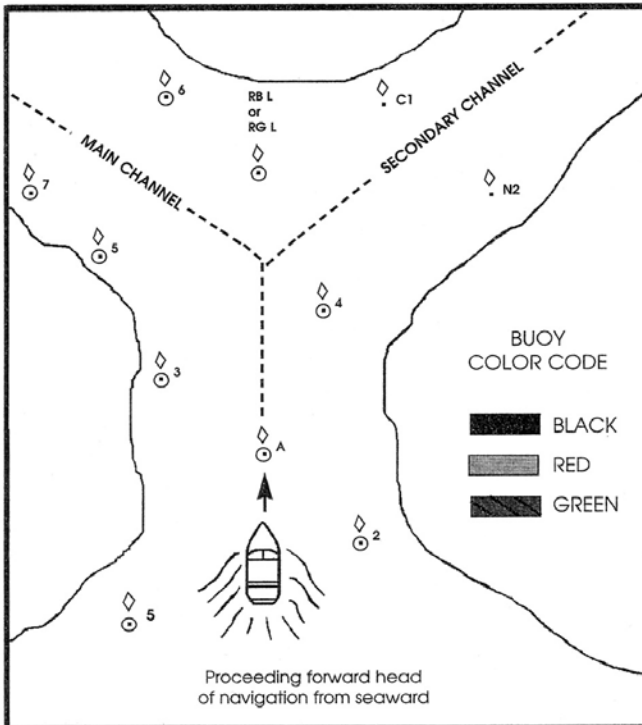 6
RB L
or
RG L
C1
MAIN CHANNEL
SECONDARY CHANNEL
7
N2
5
4
BUOY
COLOR CODE
3
BLACK
A
RED
GREEN
2
5
Proceeding forward head
of navigation from seaward